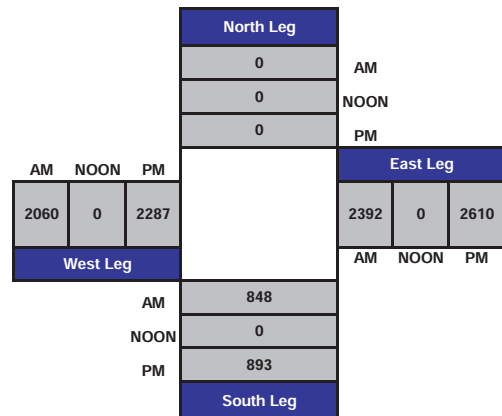 North Leg
0
AM
0
NOON
0
PM
AM NOON PM
East Leg
2060 0 2287
2392 0 2610
West Leg
AM NOON PM
AM
848
NOON
0
PM
893
South Leg